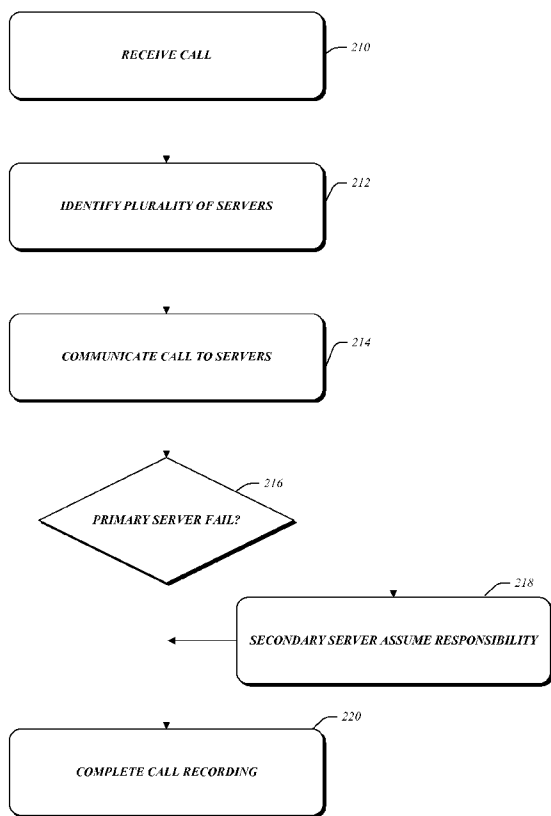 RECEIVE CALL
210
IDENTIFY PLURALITY OF SERVERS
212
COMMUNICATE CALL TO SERVERS
214
PRIMARY SERVER FAIL?
216
SECONDARY SERVER ASSUME RESPONSIBILITY
218
COMPLETE CALL RECORDING
220